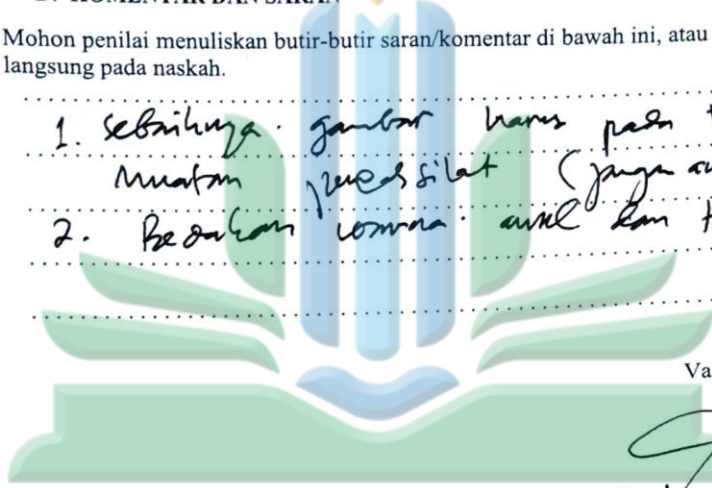 KOMENTAR DAN SARAN
Mohon penilai menuliskan butir-butir saran/komentar di bawah ini, atau
langsung pada naskah.
1. Sebaiknya gambar harus pada
Muatan pencak silat (jangan
2. Bedakan warna awal dan
Va